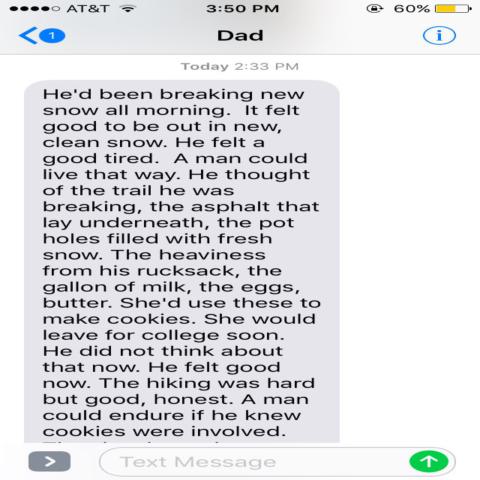 AT&T 3:50 PM 60%
1 Dad i
Today 2:33 PM
He'd been breaking new
snow all morning.  It felt
good to be out in new,
clean snow. He felt a
good tired.  A man could
live that way. He thought
of the trail he was
breaking, the asphalt that
lay underneath, the pot
holes filled with fresh
snow. The heaviness
from his rucksack, the
gallon of milk, the eggs,
butter. She'd use these to
make cookies. She would
leave for college soon.
He did not think about
that now. He felt good
now. The hiking was hard
but good, honest. A man
could endure if he knew
cookies were involved.
Text Message